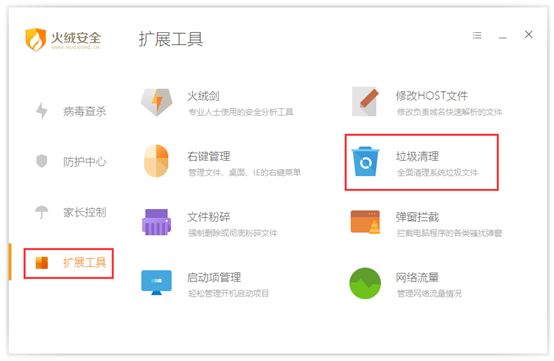 火绒安全
WWW.HUORONG.CN
扩展工具
病毒查杀
防护中心
家长控制
扩展工具
火绒剑
专业人士使用的安全分析工具
修改HOST文件
修改负责域名快速解析的文件
右键管理
管理文件、桌面、IE的右键菜单
垃圾清理
全面清理系统垃圾文件
文件粉碎
强制删除或彻底粉碎文件
弹窗拦截
拦截电脑程序的各类骚扰弹窗
启动项管理
轻松管理开机启动项目
网络流量
管理网络流量情况